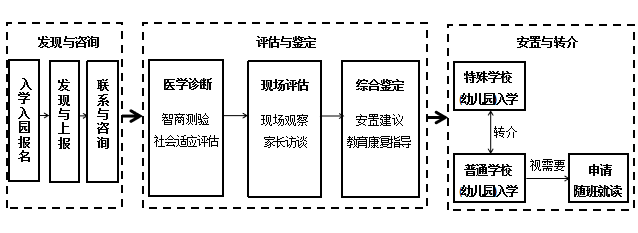 发现与咨询
入学入园报名
发现与上报
联系与咨询
评估与鉴定
医学诊断
智商测验
社会适应评估
现场评估
现场观察
家长访谈
综合鉴定
安置建议
教育康复指导
安置与转介
特殊学校
(幼儿园)入学
转介
普通学校
(幼儿园)入学
视需要
申请
随班就读